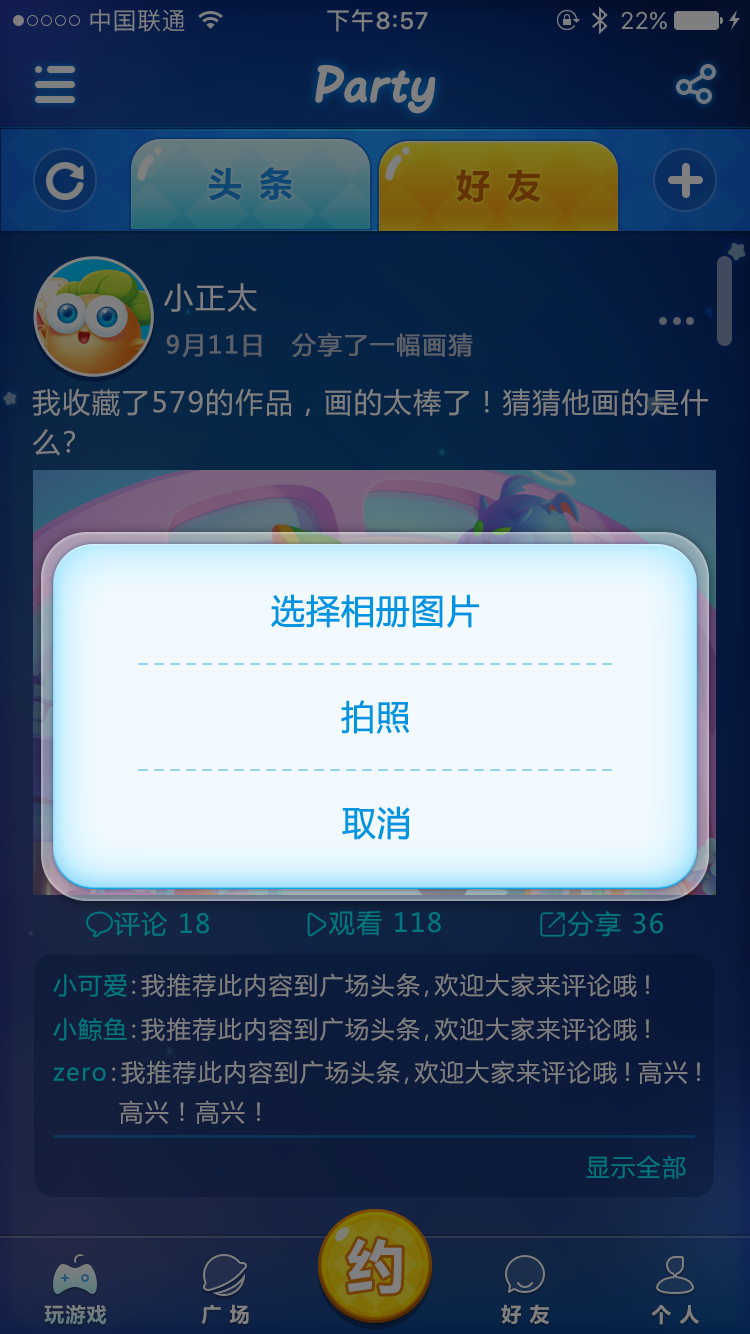 中国联通 下午8:57 22%
Party
头条 好友
小正太
9月11日 分享了一幅画猜
我收藏了579的作品，画的太棒了！猜猜他画的是什
么？
选择相册图片
拍照
取消
评论 18 观看 118 分享 36
小可爱:我推荐此内容到广场头条,欢迎大家来评论哦！
小鲸鱼:我推荐此内容到广场头条,欢迎大家来评论哦！
zero:我推荐此内容到广场头条,欢迎大家来评论哦！高兴！
高兴！高兴！
显示全部
玩游戏 广场 约 好友 个人